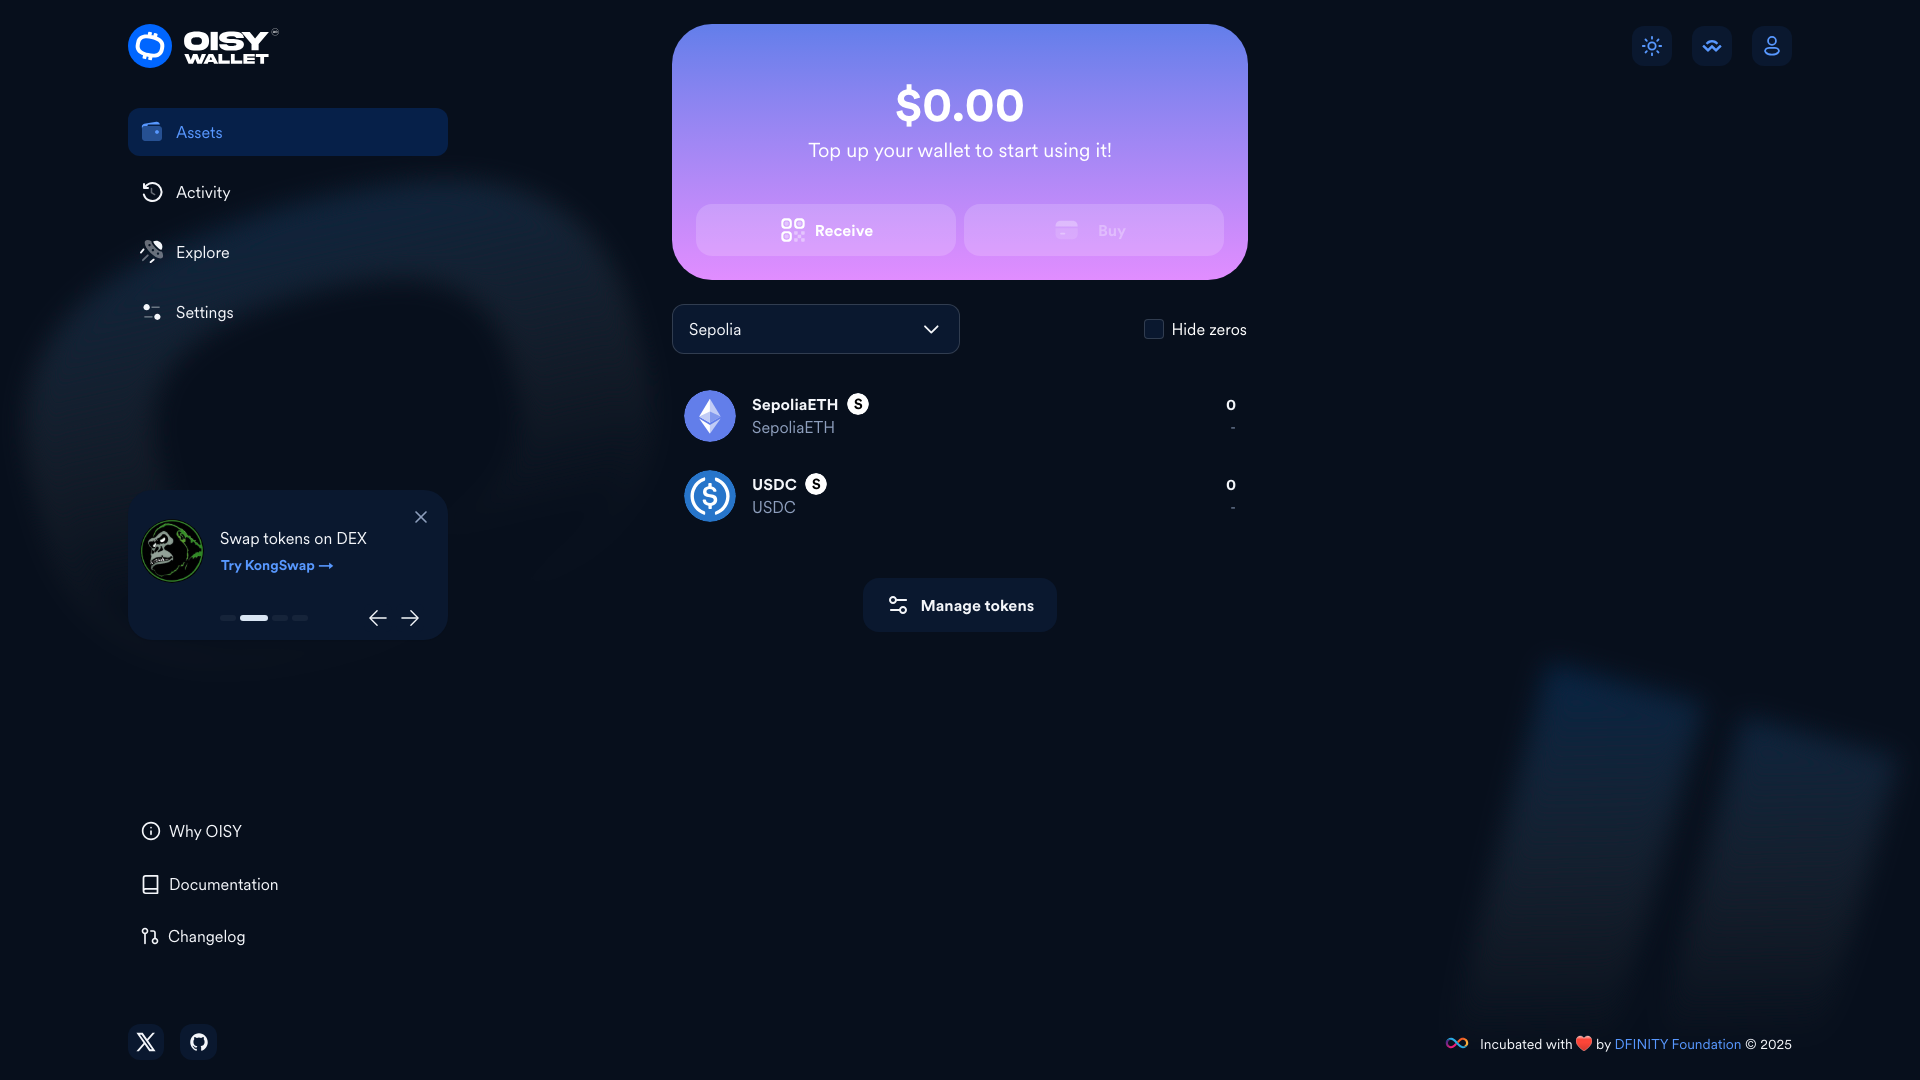 OISY
WALLET
Assets
Activity
Explore
Settings
Swap tokens on DEX
Try KongSwap →
Why OISY
Documentation
Changelog
$0.00
Top up your wallet to start using it!
Receive
Buy
Sepolia
Hide zeros
SepoliaETH S
0
SepoliaETH
-
USDC S
0
USDC
-
Manage tokens
Incubated with ❤️ by DFINITY Foundation © 2025